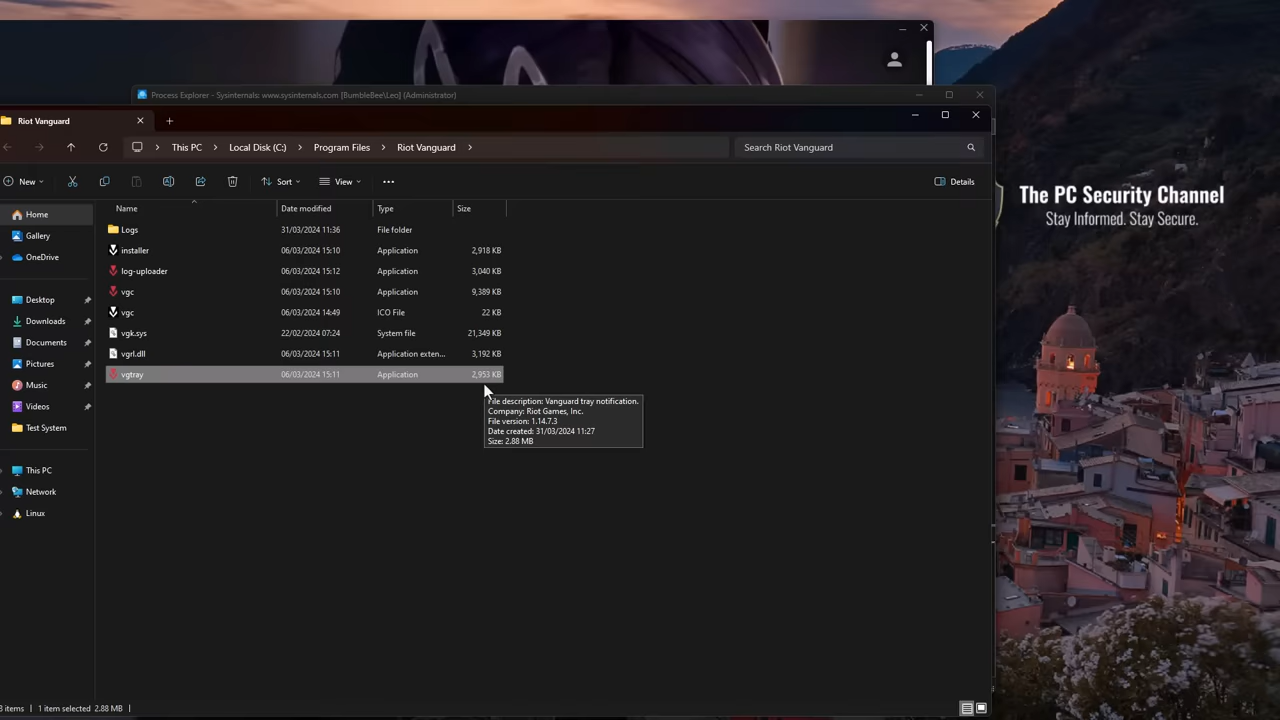 Process Explorer - Sysinternals: www.sysinternals.com [BumbleBee\Leo] (Administrator)
Riot Vanguard
This PC
Local Disk (C:)
Program Files
Riot Vanguard
Search Riot Vanguard
New
Sort
View
Details
Name Date modified Type Size
Logs 31/03/2024 11:36 File folder
installer 06/03/2024 15:10 Application 2,918 KB
log-uploader 06/03/2024 15:12 Application 3,040 KB
vgc 06/03/2024 15:10 Application 9,389 KB
vgc 06/03/2024 14:49 ICO File 22 KB
vgk.sys 22/02/2024 07:24 System file 21,349 KB
vgrl.dll 06/03/2024 15:11 Application exten... 3,192 KB
vgtray 06/03/2024 15:11 Application 2,953 KB
File description: Vanguard tray notification.
Company: Riot Games, Inc.
File version: 1.14.7.3
Date created: 31/03/2024 11:27
Size: 2.88 MB
Home
Gallery
OneDrive
Desktop
Downloads
Documents
Pictures
Music
Videos
Test System
This PC
Network
Linux
8 items
1 item selected 2.88 MB
The PC Security Channel
Stay Informed. Stay Secure.